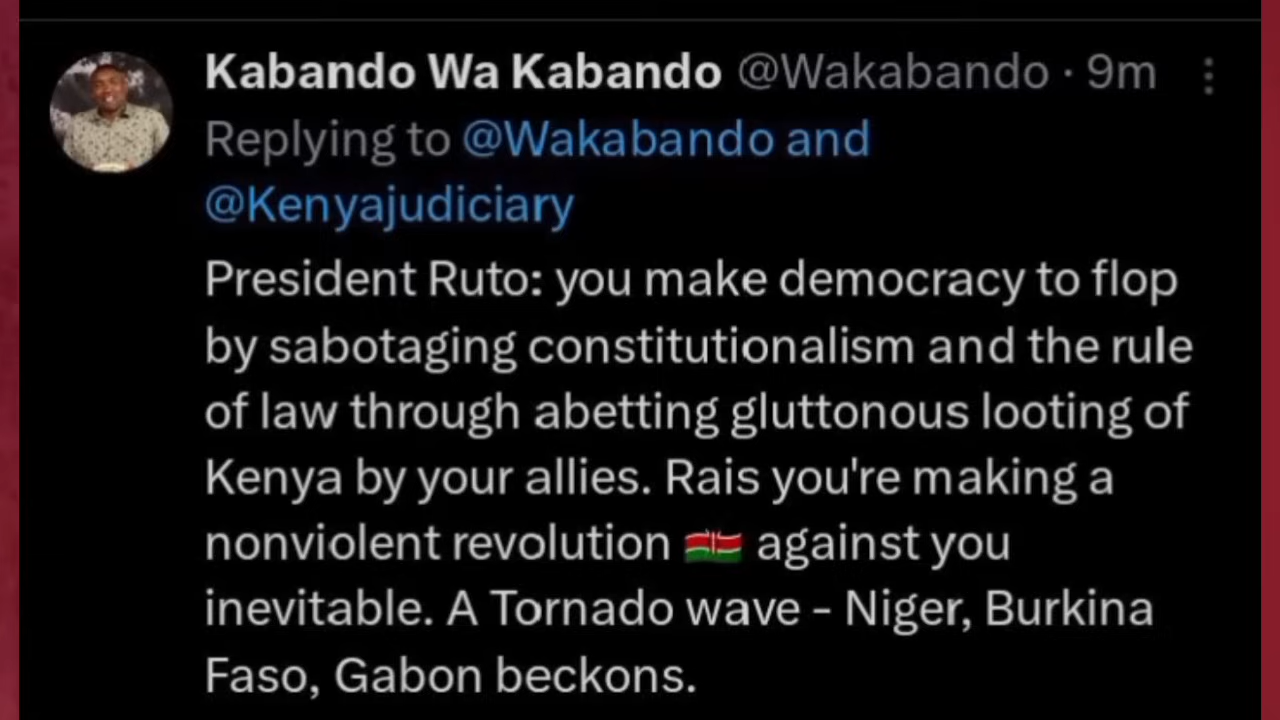 Kabando Wa Kabando @Wakabando · 9m
Replying to @Wakabando and
@Kenyajudiciary
President Ruto: you make democracy to flop
by sabotaging constitutionalism and the rule
of law through abetting gluttonous looting of
Kenya by your allies. Rais you're making a
nonviolent revolution 🇰🇪 against you
inevitable. A Tornado wave - Niger, Burkina
Faso, Gabon beckons.